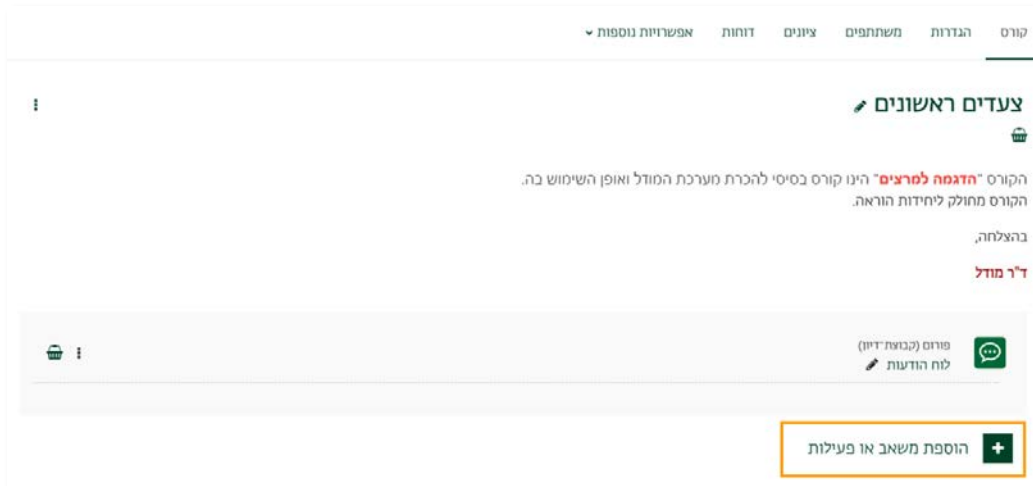 קורס הגדרות משתתפים ציונים דוחות אפשרויות נוספות
צעדים ראשונים
הקורס "הדגמה למרצים" הינו קורס בסיסי להכרת מערכת המודל ואופן השימוש בה.
הקורס מחולק ליחידות הוראה.
בהצלחה,
ד"ר מודל
פורום (קבוצת־דיון)
לוח הודעות
הוספת משאב או פעילות